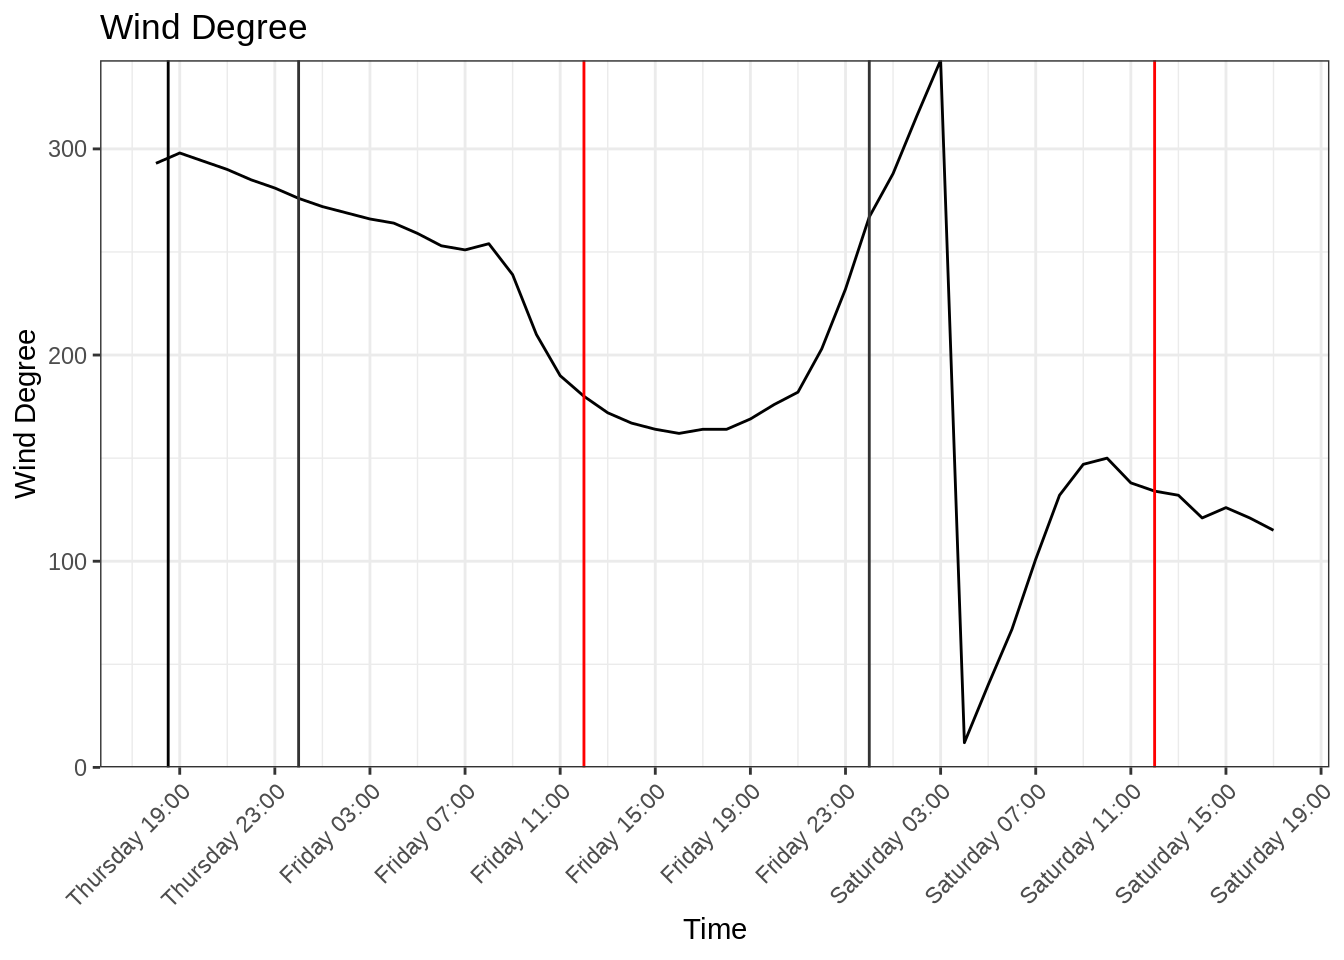 Wind Degree
Wind Degree
300
200
100
0
Thursday 19:00
Thursday 23:00
Friday 03:00
Friday 07:00
Friday 11:00
Friday 15:00
Friday 19:00
Friday 23:00
Saturday 03:00
Saturday 07:00
Saturday 11:00
Saturday 15:00
Saturday 19:00
Time